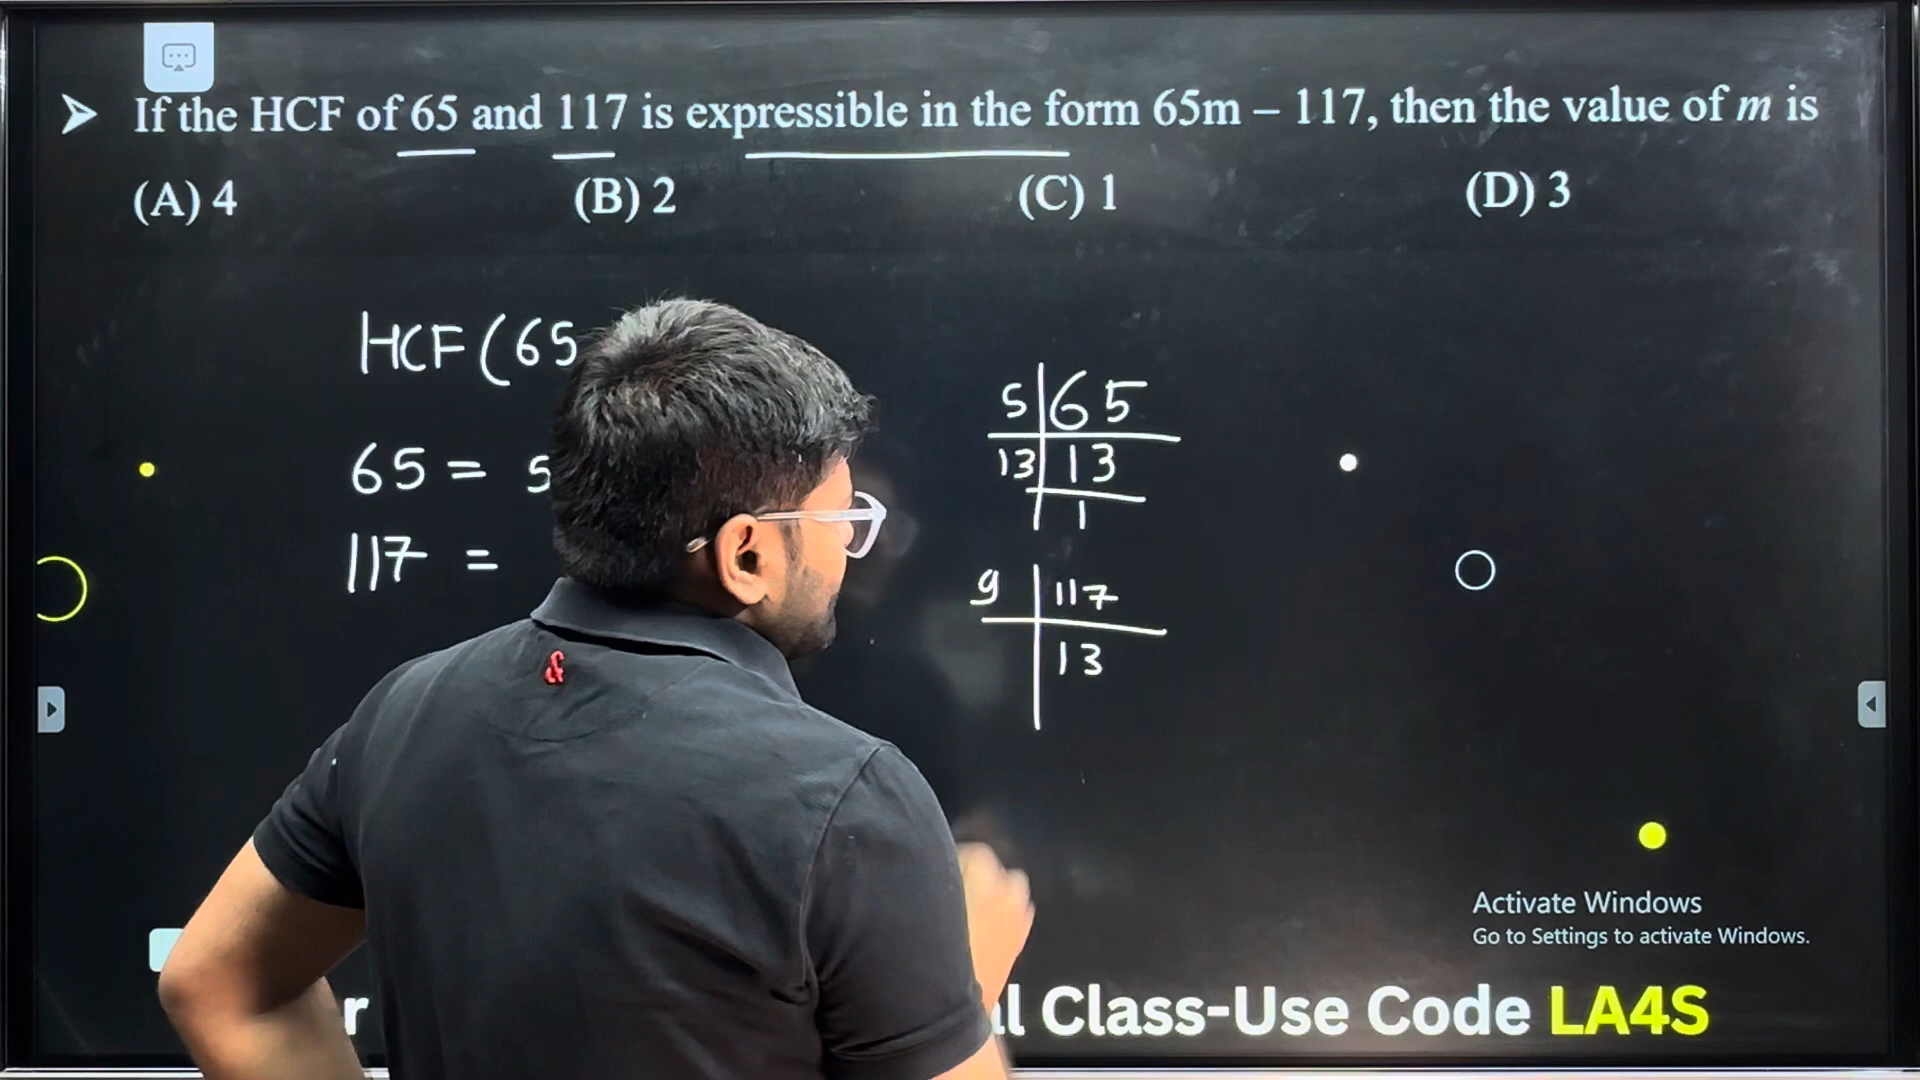 ➤ If the HCF of 65 and 117 is expressible in the form 65m – 117, then the value of m is
(A) 4 (B) 2 (C) 1 (D) 3
HCF(65
65 = 5
117 =
5 | 65
13 | 13
1
9 | 117
13
Activate Windows
Go to Settings to activate Windows.
Class-Use Code LA4S